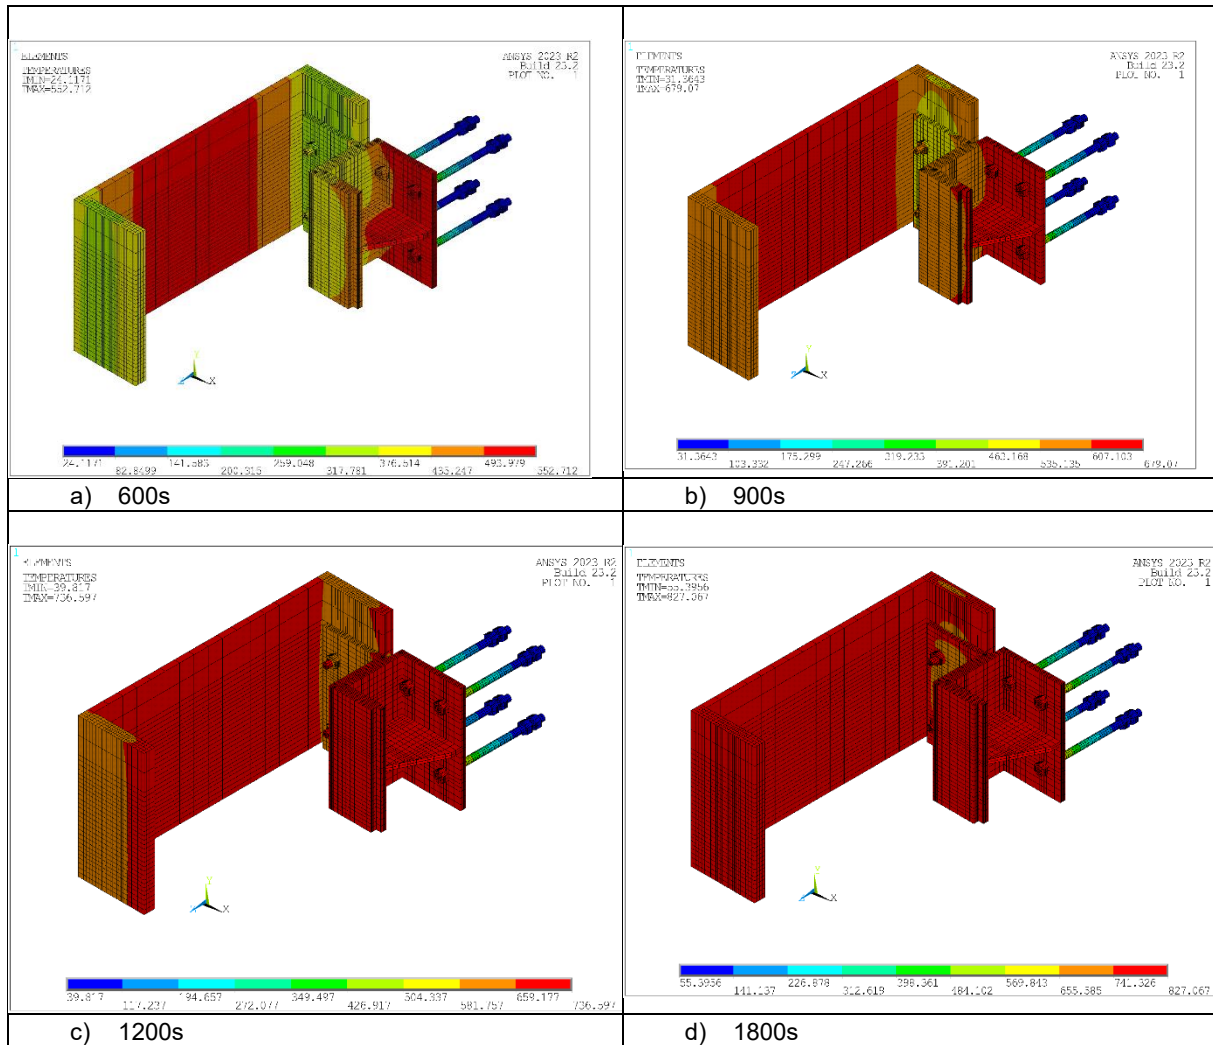 1
ELEMENTS
TEMPERATURES
TMIN=24.1171
TMAX=552.712
ANSYS 2023 R2
Build 23.2
PLOT NO. 1
Y
Z X
24.1171 141.583 259.048 376.514 493.979
82.8499 200.315 317.781 435.247 552.712
a) 600s
1
ELEMENTS
TEMPERATURES
TMIN=31.3643
TMAX=679.07
ANSYS 2023 R2
Build 23.2
PLOT NO. 1
Y
Z X
31.3643 175.299 319.233 463.168 607.103
103.332 247.266 391.201 535.135 679.07
b) 900s
1
ELEMENTS
TEMPERATURES
TMIN=39.817
TMAX=736.597
ANSYS 2023 R2
Build 23.2
PLOT NO. 1
Y
X
39.817 194.657 349.497 504.337 659.177
117.237 272.077 426.917 581.757 736.597
c) 1200s
1
ELEMENTS
TEMPERATURES
TMIN=55.3956
TMAX=827.067
ANSYS 2023 R2
Build 23.2
PLOT NO. 1
Y
Z X
55.3956 226.878 398.361 569.843 741.326
141.137 312.619 484.102 655.585 827.067
d) 1800s